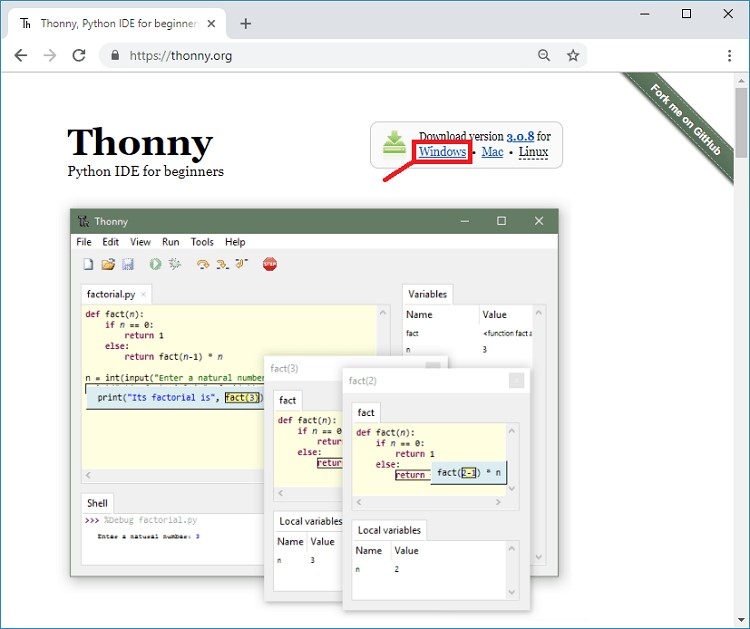 Thonny, Python IDE for beginner
https://thonny.org
Fork me on GitHub
Thonny
Python IDE for beginners
Download version 3.0.8 for
Windows • Mac • Linux
Th Thonny
File Edit View Run Tools Help
STOP
factorial.py
def fact(n):
if n == 0:
return 1
else:
return fact(n-1) * n
n = int(input("Enter a natural number
print("Its factorial is", fact(3))
Shell
>>> %Debug factorial.py
Enter a natural number: 3
Variables
Name Value
fact <function fact a
n 3
fact(3)
fact
def fact(n):
if n == 0
retur
else:
retur
Local variables
Name Value
n 3
fact(2)
fact
def fact(n):
if n == 0:
return 1
else:
return fact(2-1) * n
Local variables
Name Value
n 2